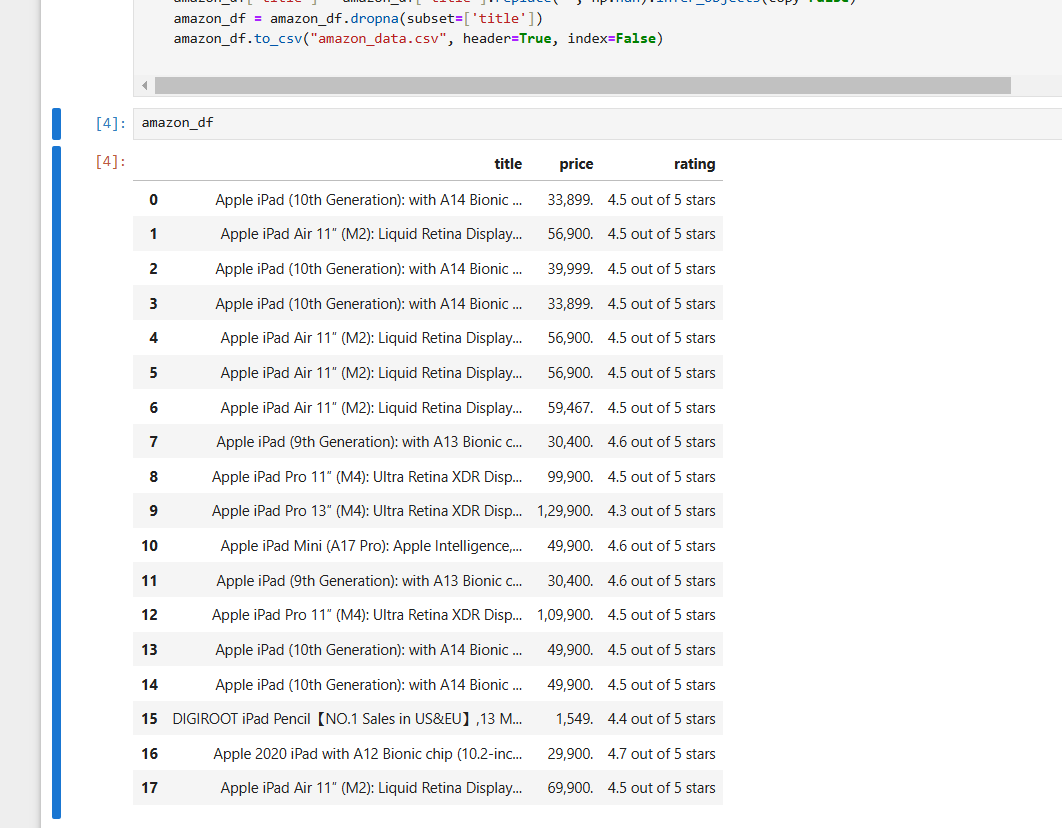 amazon_df['title'] = amazon_df['title'].replace('', np.nan).infer_objects(copy=False)
amazon_df = amazon_df.dropna(subset=['title'])
amazon_df.to_csv("amazon_data.csv", header=True, index=False)
[4]: amazon_df
[4]:
title price rating
0 Apple iPad (10th Generation): with A14 Bionic ... 33,899. 4.5 out of 5 stars
1 Apple iPad Air 11″ (M2): Liquid Retina Display... 56,900. 4.5 out of 5 stars
2 Apple iPad (10th Generation): with A14 Bionic ... 39,999. 4.5 out of 5 stars
3 Apple iPad (10th Generation): with A14 Bionic ... 33,899. 4.5 out of 5 stars
4 Apple iPad Air 11″ (M2): Liquid Retina Display... 56,900. 4.5 out of 5 stars
5 Apple iPad Air 11″ (M2): Liquid Retina Display... 56,900. 4.5 out of 5 stars
6 Apple iPad Air 11″ (M2): Liquid Retina Display... 59,467. 4.5 out of 5 stars
7 Apple iPad (9th Generation): with A13 Bionic c... 30,400. 4.6 out of 5 stars
8 Apple iPad Pro 11″ (M4): Ultra Retina XDR Disp... 99,900. 4.5 out of 5 stars
9 Apple iPad Pro 13″ (M4): Ultra Retina XDR Disp... 1,29,900. 4.3 out of 5 stars
10 Apple iPad Mini (A17 Pro): Apple Intelligence,... 49,900. 4.6 out of 5 stars
11 Apple iPad (9th Generation): with A13 Bionic c... 30,400. 4.6 out of 5 stars
12 Apple iPad Pro 11″ (M4): Ultra Retina XDR Disp... 1,09,900. 4.5 out of 5 stars
13 Apple iPad (10th Generation): with A14 Bionic ... 49,900. 4.5 out of 5 stars
14 Apple iPad (10th Generation): with A14 Bionic ... 49,900. 4.5 out of 5 stars
15 DIGIROOT iPad Pencil【NO.1 Sales in US&EU】,13 M... 1,549. 4.4 out of 5 stars
16 Apple 2020 iPad with A12 Bionic chip (10.2-inc... 29,900. 4.7 out of 5 stars
17 Apple iPad Air 11″ (M2): Liquid Retina Display... 69,900. 4.5 out of 5 stars